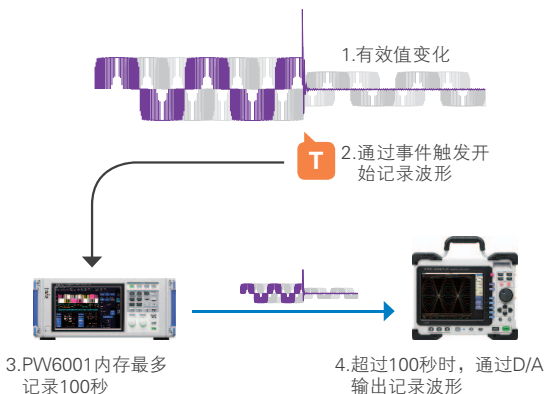 1.有效值变化
T
2.通过事件触发开
始记录波形
3.PW6001内存最多
记录100秒
4.超过100秒时，通过D/A
输出记录波形